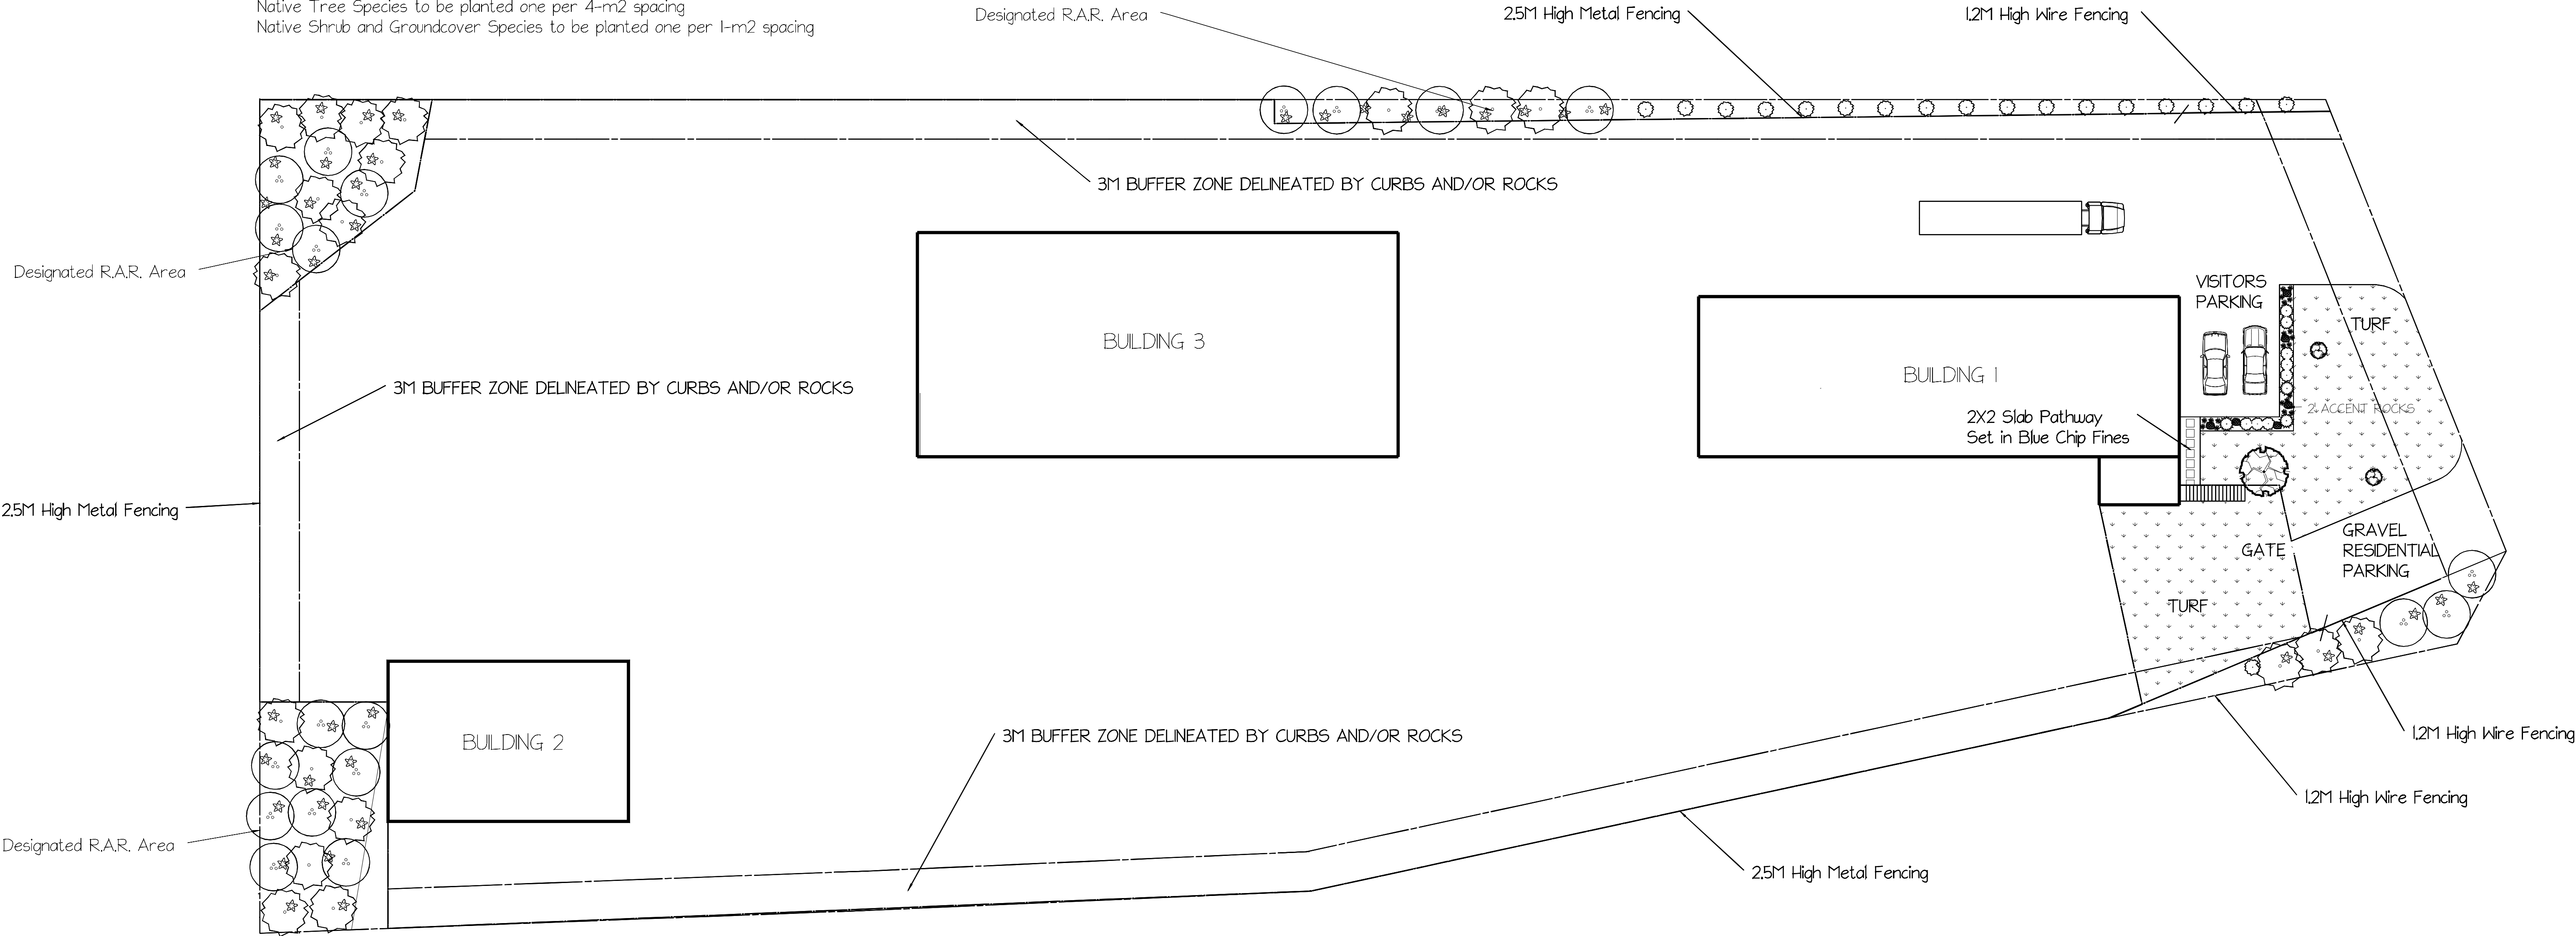 Native Tree Species to be planted one per 4-m2 spacing
Native Shrub and Groundcover Species to be planted one per 1-m2 spacing
Designated R.A.R. Area
2.5M High Metal Fencing
1.2M High Wire Fencing
3M BUFFER ZONE DELINEATED BY CURBS AND/OR ROCKS
Designated R.A.R. Area
VISITORS
PARKING
TURF
BUILDING 3
BUILDING 1
3M BUFFER ZONE DELINEATED BY CURBS AND/OR ROCKS
2' ACCENT ROCKS
2X2 Slab Pathway
Set in Blue Chip Fines
2.5M High Metal Fencing
GATE
GRAVEL
RESIDENTIAL
PARKING
TURF
BUILDING 2
3M BUFFER ZONE DELINEATED BY CURBS AND/OR ROCKS
1.2M High Wire Fencing
1.2M High Wire Fencing
Designated R.A.R. Area
2.5M High Metal Fencing